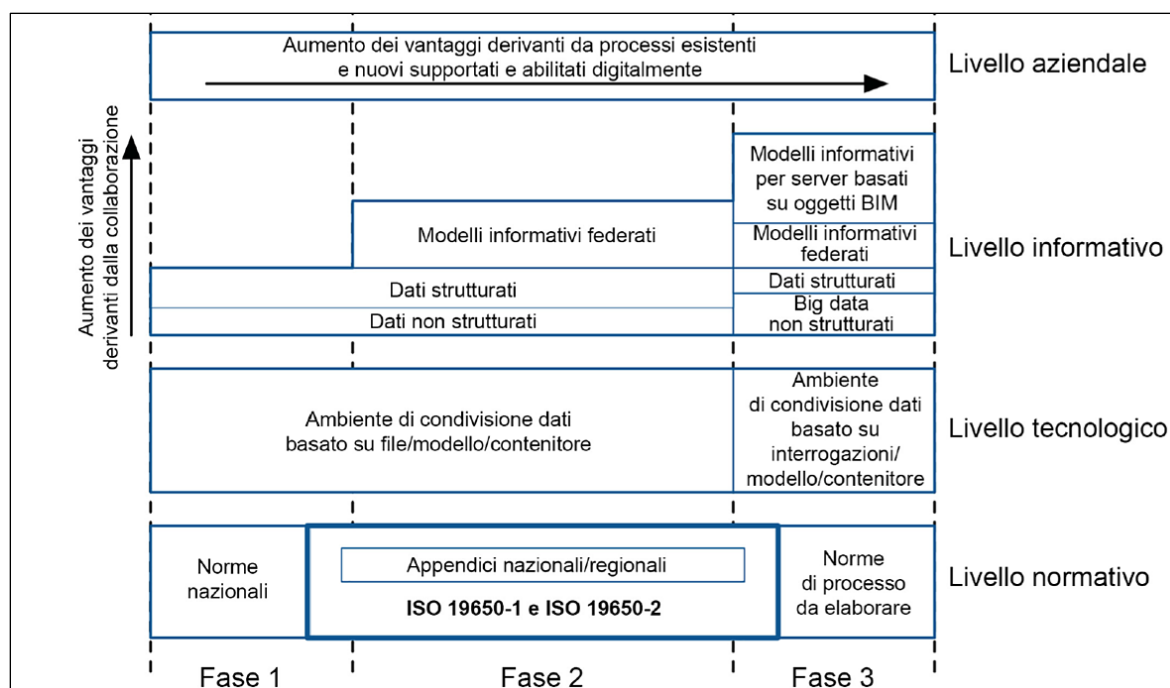 Aumento dei vantaggi derivanti da processi esistenti
e nuovi supportati e abilitati digitalmente
Livello aziendale
Aumento dei vantaggi
derivanti dalla collaborazione
Modelli informativi
per server basati
su oggetti BIM
Modelli informativi federati
Modelli informativi
federati
Dati strutturati
Dati strutturati
Dati non strutturati
Big data
non strutturati
Livello informativo
Ambiente di condivisione dati
basato su file/modello/contenitore
Ambiente
di condivisione dati
basato su
interrogazioni/
modello/contenitore
Livello tecnologico
Norme
nazionali
Appendici nazionali/regionali
ISO 19650-1 e ISO 19650-2
Norme
di processo
da elaborare
Livello normativo
Fase 1
Fase 2
Fase 3